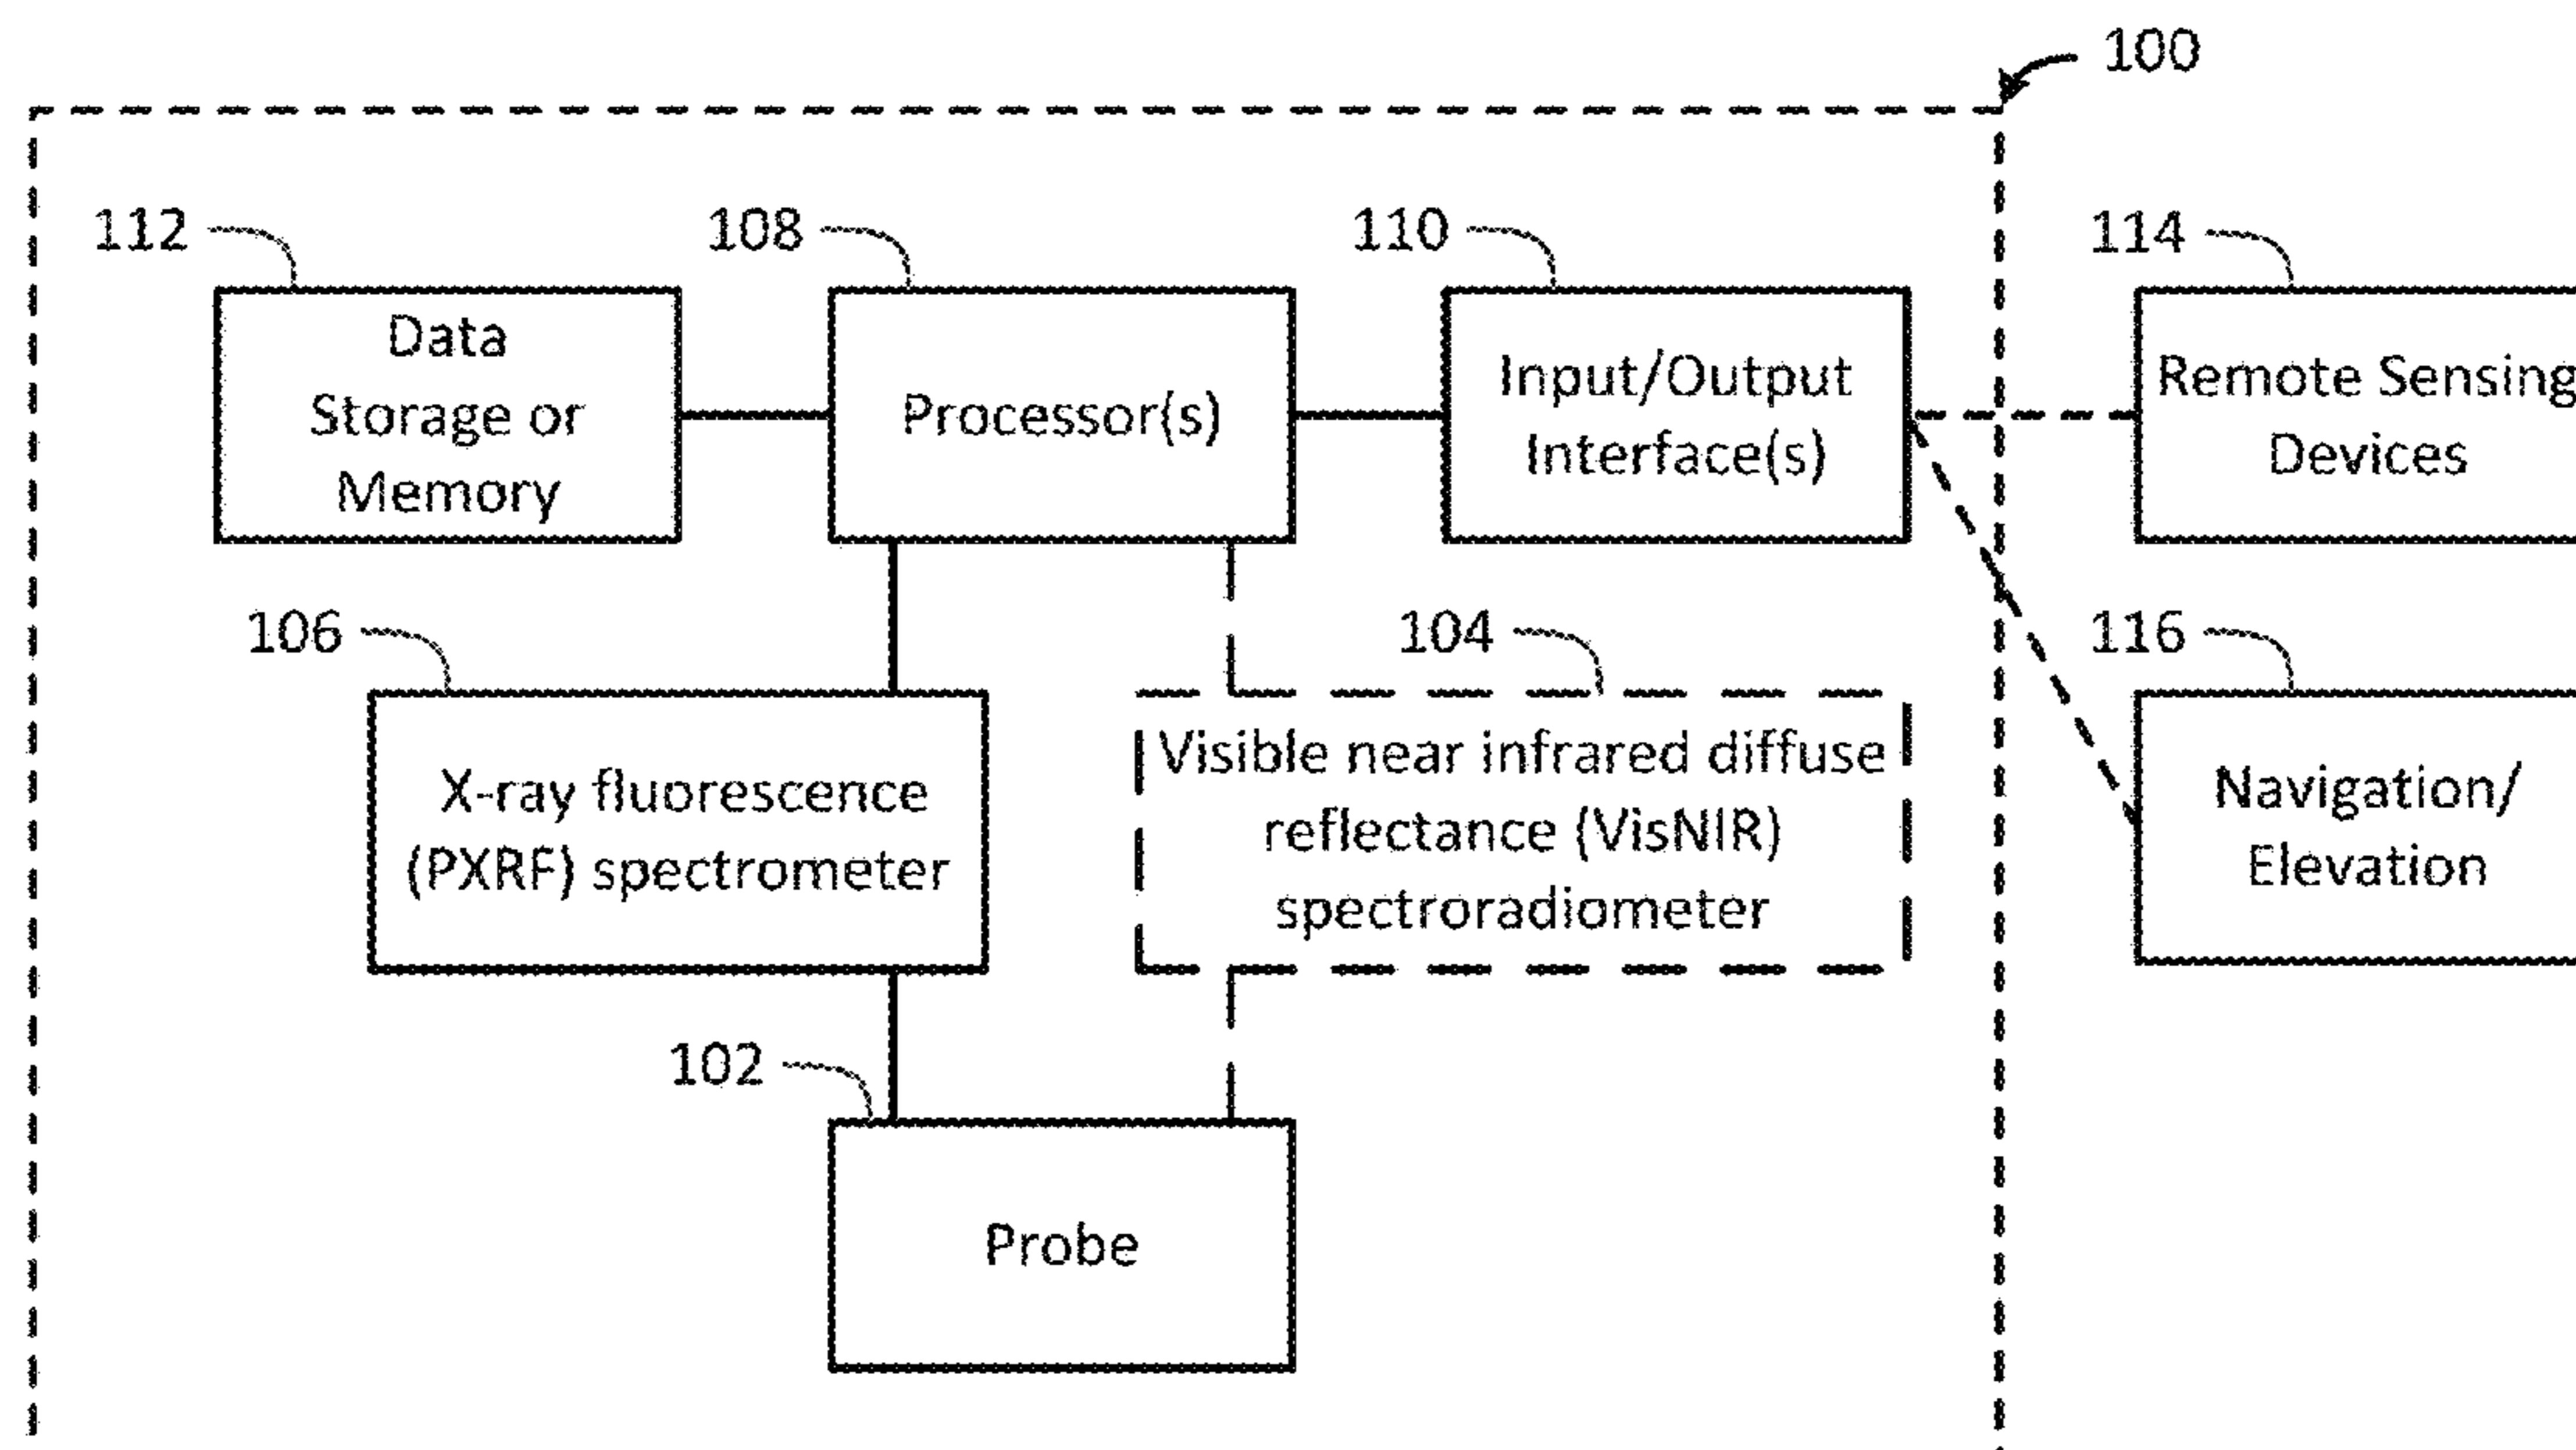 100
112
108
110
114
Data
Storage or
Memory
Processor(s)
Input/Output
Interface(s)
Remote Sensing
Devices
106
104
116
X-ray fluorescence
(PXRF) spectrometer
Visible near infrared diffuse
reflectance (VisNIR)
spectroradiometer
Navigation/
Elevation
102
Probe